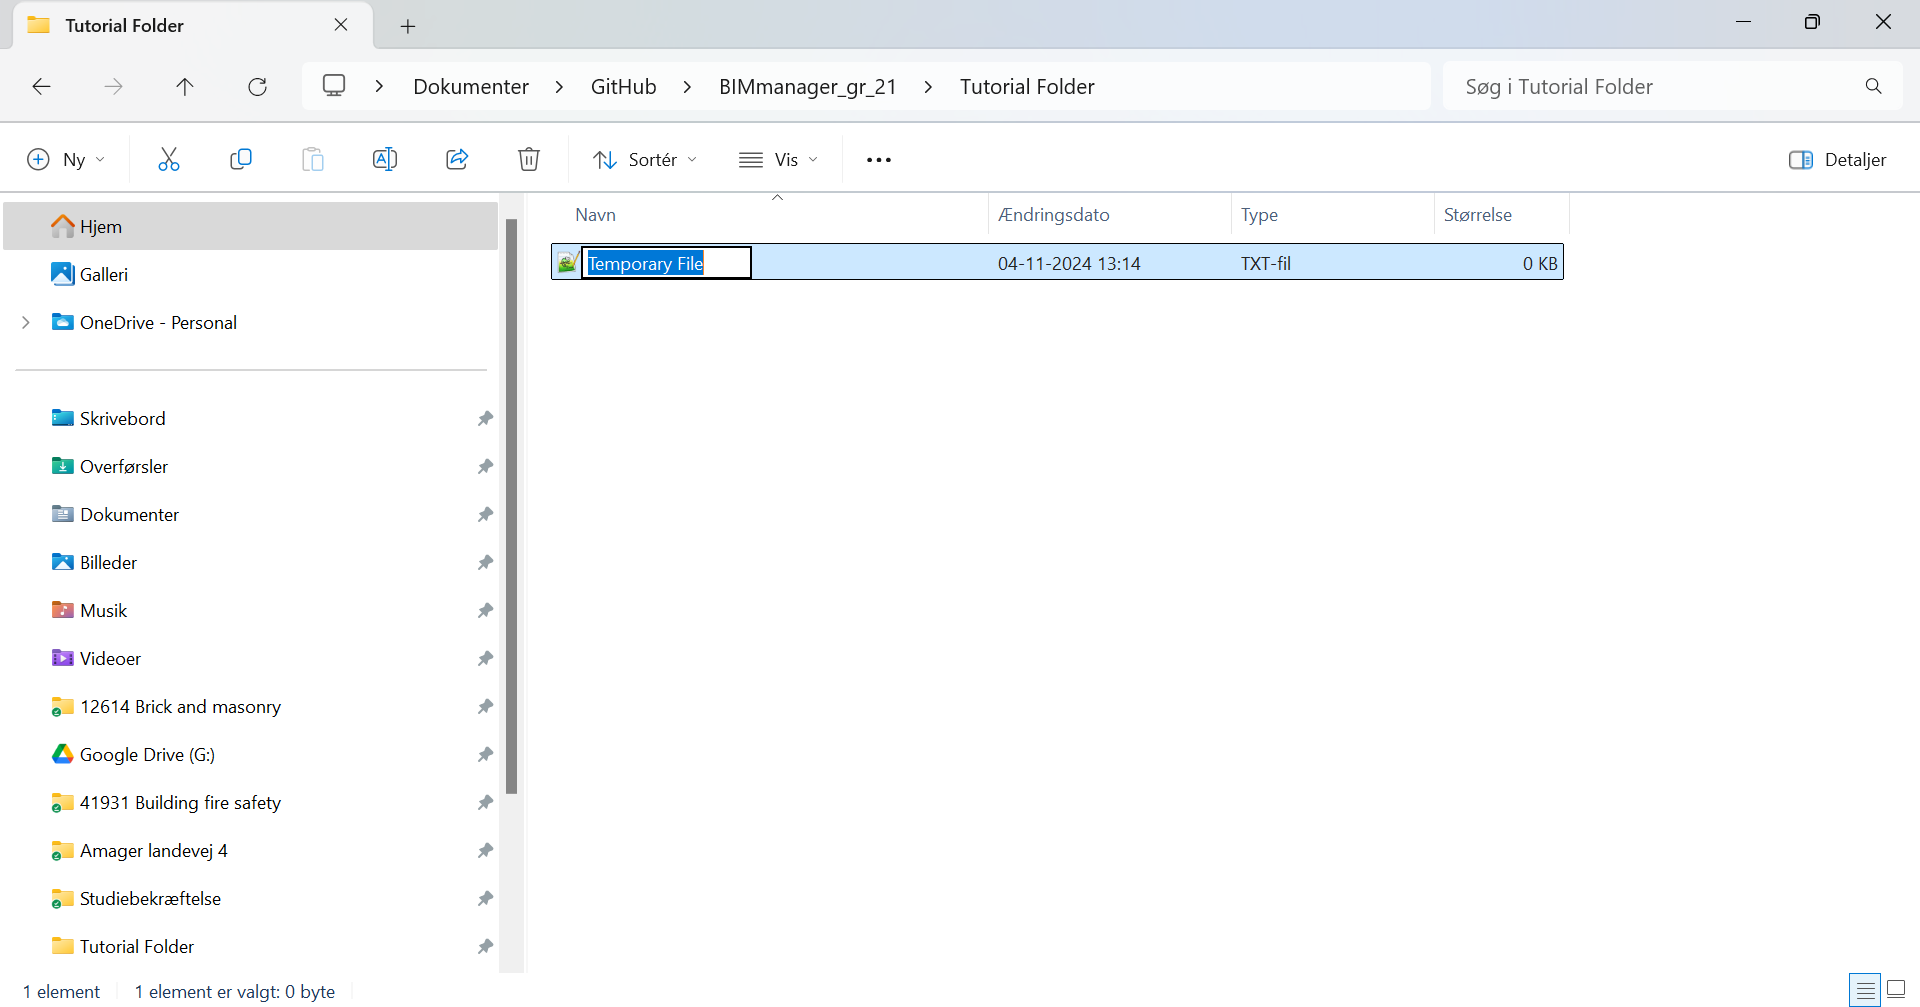 Tutorial Folder
Dokumenter GitHub BIMmanager_gr_21 Tutorial Folder
Søg i Tutorial Folder
Ny Sortér Vis Detaljer
Navn Ændringsdato Type Størrelse
Temporary File 04-11-2024 13:14 TXT-fil 0 KB
Hjem
Galleri
OneDrive - Personal
Skrivebord
Overførsler
Dokumenter
Billeder
Musik
Videoer
12614 Brick and masonry
Google Drive (G:)
41931 Building fire safety
Amager landevej 4
Studiebekræftelse
Tutorial Folder
1 element 1 element er valgt: 0 byte